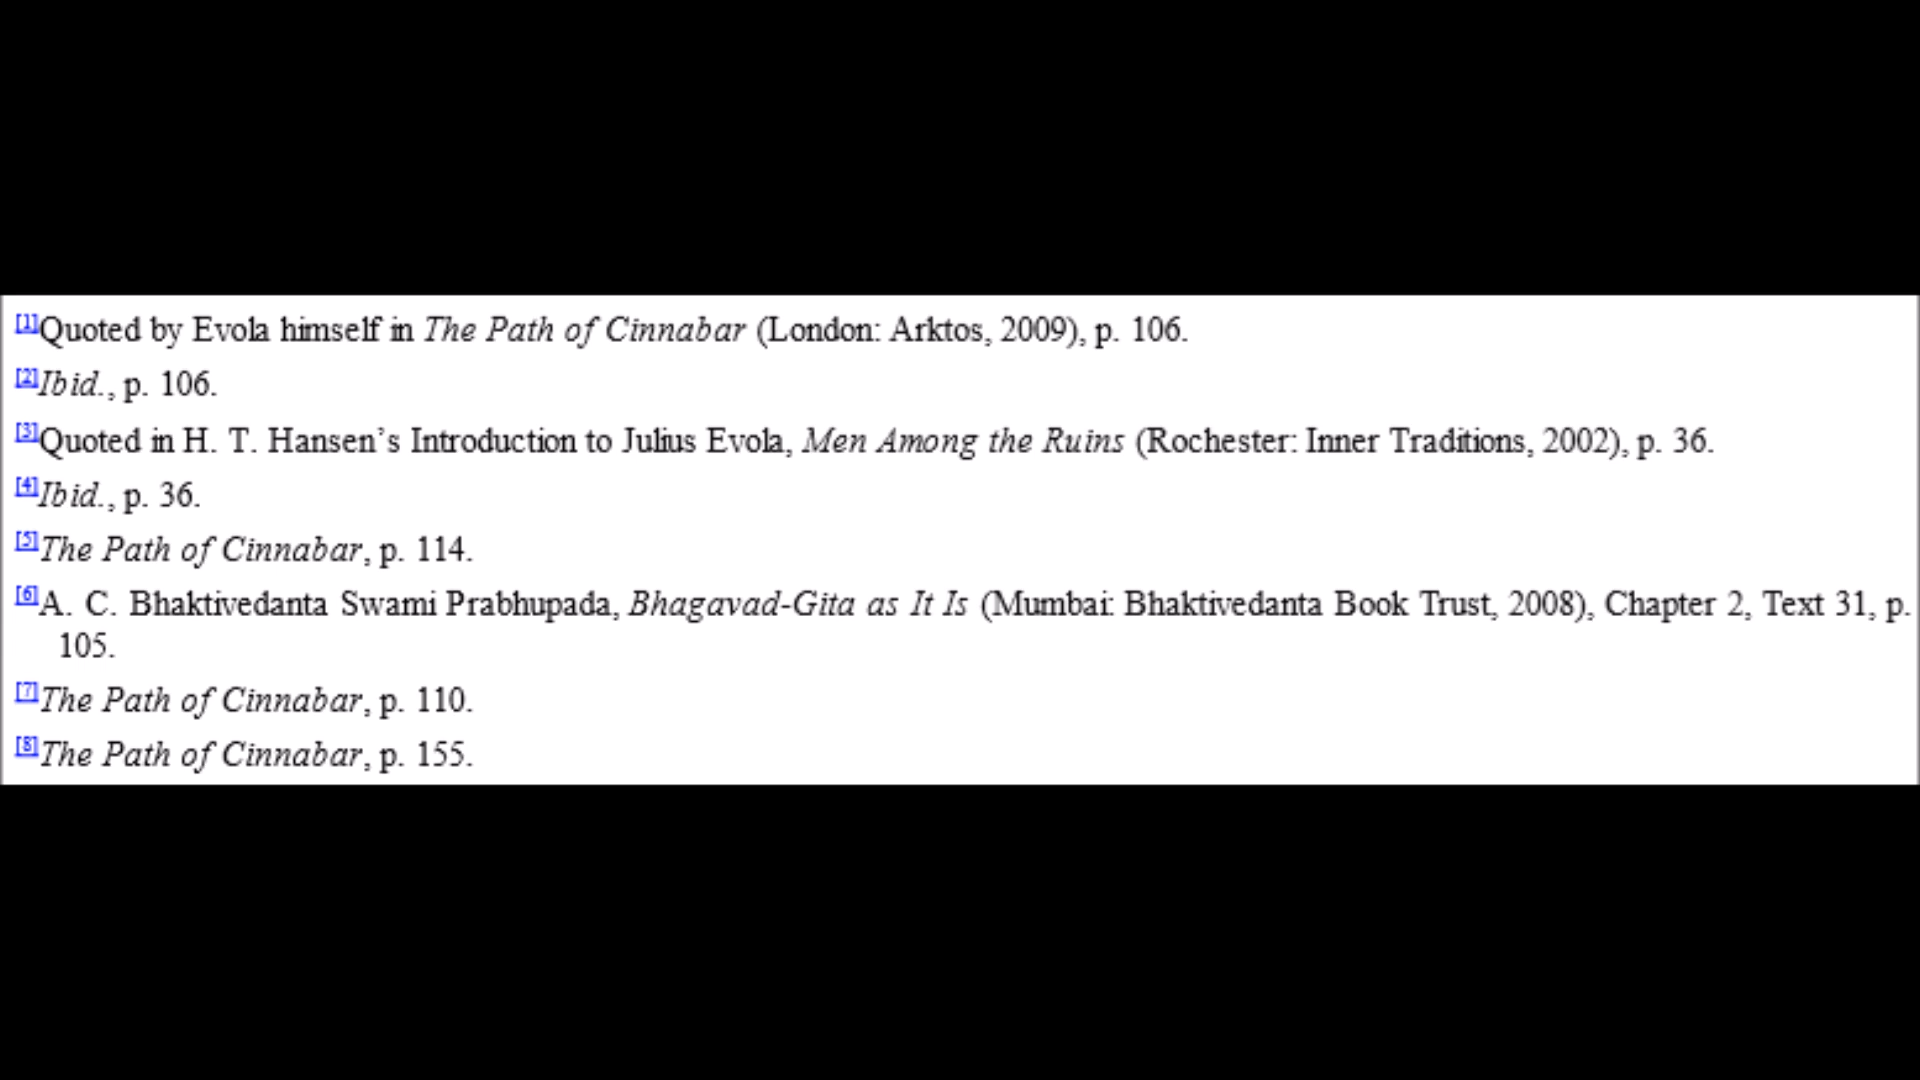 [1]Quoted by Evola himself in The Path of Cinnabar (London: Arktos, 2009), p. 106.
[2]Ibid., p. 106.
[3]Quoted in H. T. Hansen’s Introduction to Julius Evola, Men Among the Ruins (Rochester: Inner Traditions, 2002), p. 36.
[4]Ibid., p. 36.
[5]The Path of Cinnabar, p. 114.
[6]A. C. Bhaktivedanta Swami Prabhupada, Bhagavad-Gita as It Is (Mumbai: Bhaktivedanta Book Trust, 2008), Chapter 2, Text 31, p.
105.
[7]The Path of Cinnabar, p. 110.
[8]The Path of Cinnabar, p. 155.